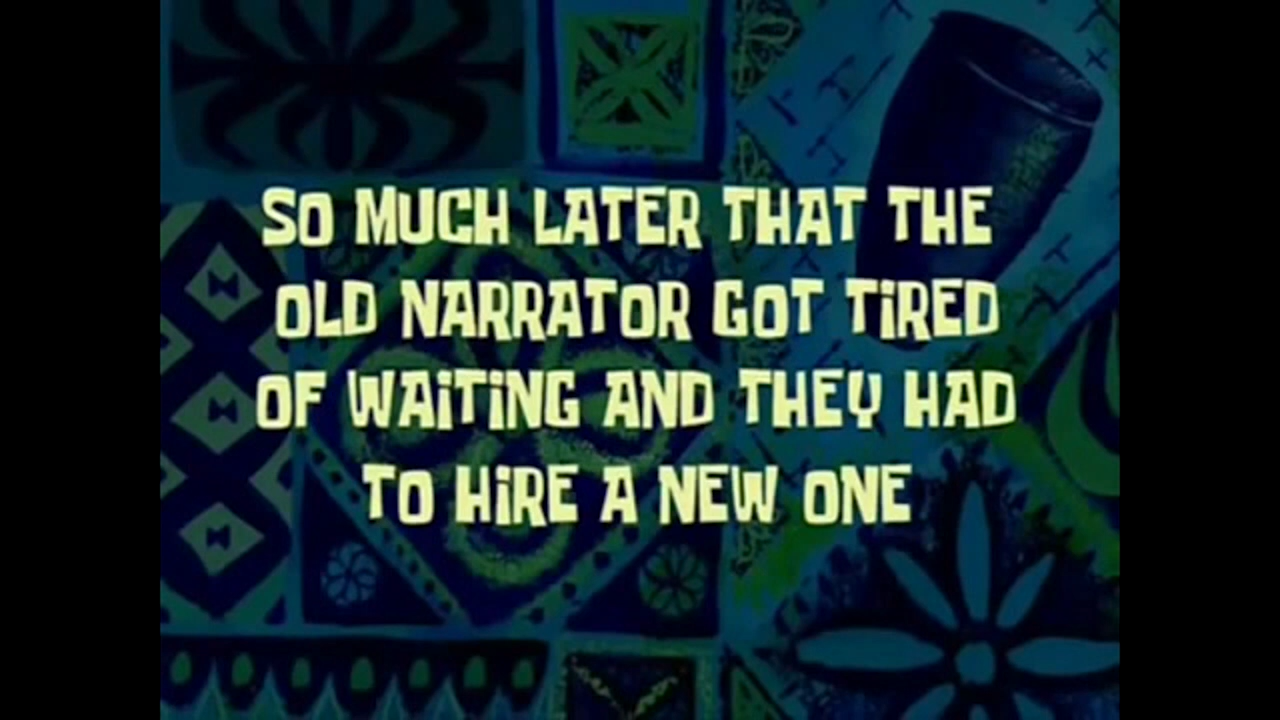 SO MUCH LATER THAT THE
OLD NARRATOR GOT TiRED
OF WAiTiNG AND THEY HAD
TO HiRE A NEW ONE